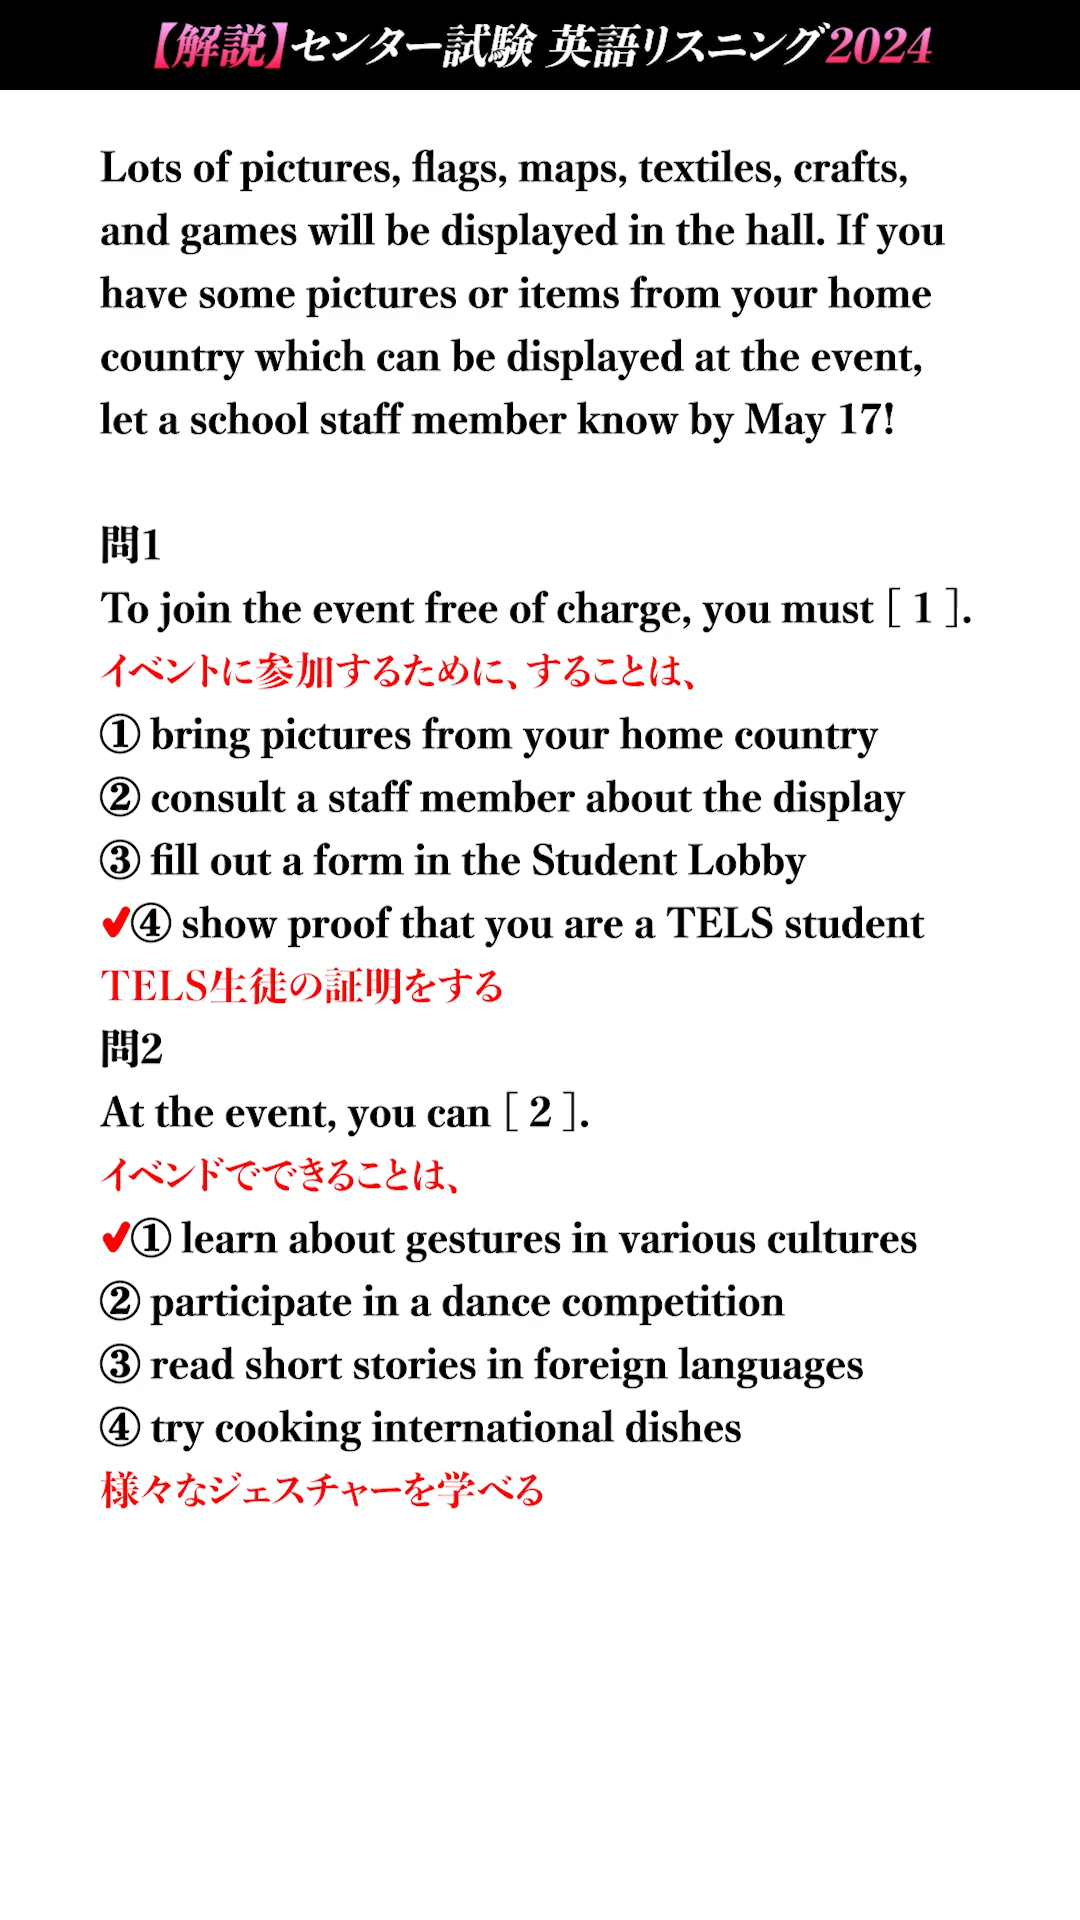 【解説】センター試験 英語リスニング2024
Lots of pictures, flags, maps, textiles, crafts,
and games will be displayed in the hall. If you
have some pictures or items from your home
country which can be displayed at the event,
let a school staff member know by May 17!
問1
To join the event free of charge, you must [ 1 ].
イベントに参加するために、することは、
① bring pictures from your home country
② consult a staff member about the display
③ fill out a form in the Student Lobby
✔④ show proof that you are a TELS student
TELS生徒の証明をする
問2
At the event, you can [ 2 ].
イベンドでできることは、
✔① learn about gestures in various cultures
② participate in a dance competition
③ read short stories in foreign languages
④ try cooking international dishes
様々なジェスチャーを学べる